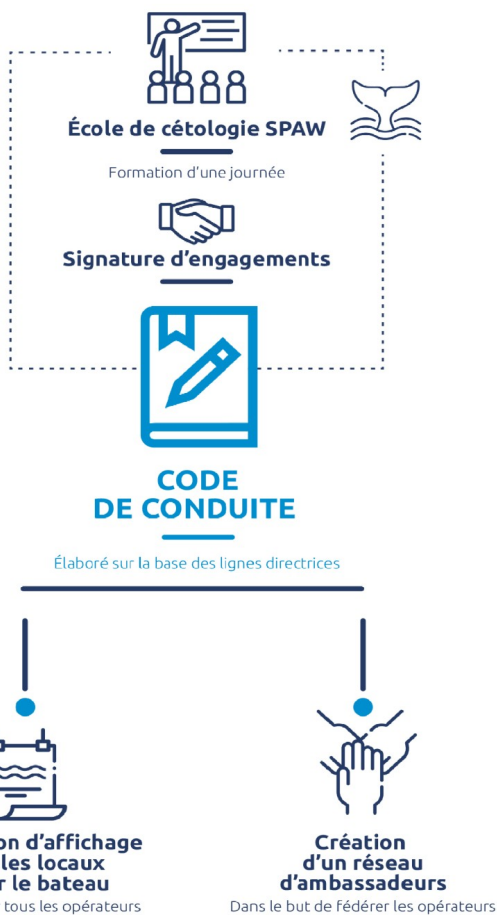 École de cétologie SPAW
Formation d'une journée
Signature d'engagements
CODE
DE CONDUITE
Élaboré sur la base des lignes directrices
d'affichage
les locaux
le bateau
tous les opérateurs
Création
d'un réseau
d'ambassadeurs
Dans le but de fédérer les opérateurs